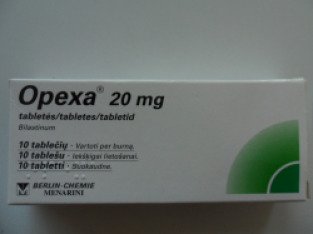 Opexa® 20 mg
tabletės/tabletes/tabletid
Bilastinum
10 tablečių - Vartoti per burną.
10 tablešu - Iekšķīgai lietošanai.
10 tabletti - Suukaudne.
BERLIN-CHEMIE
MENARINI